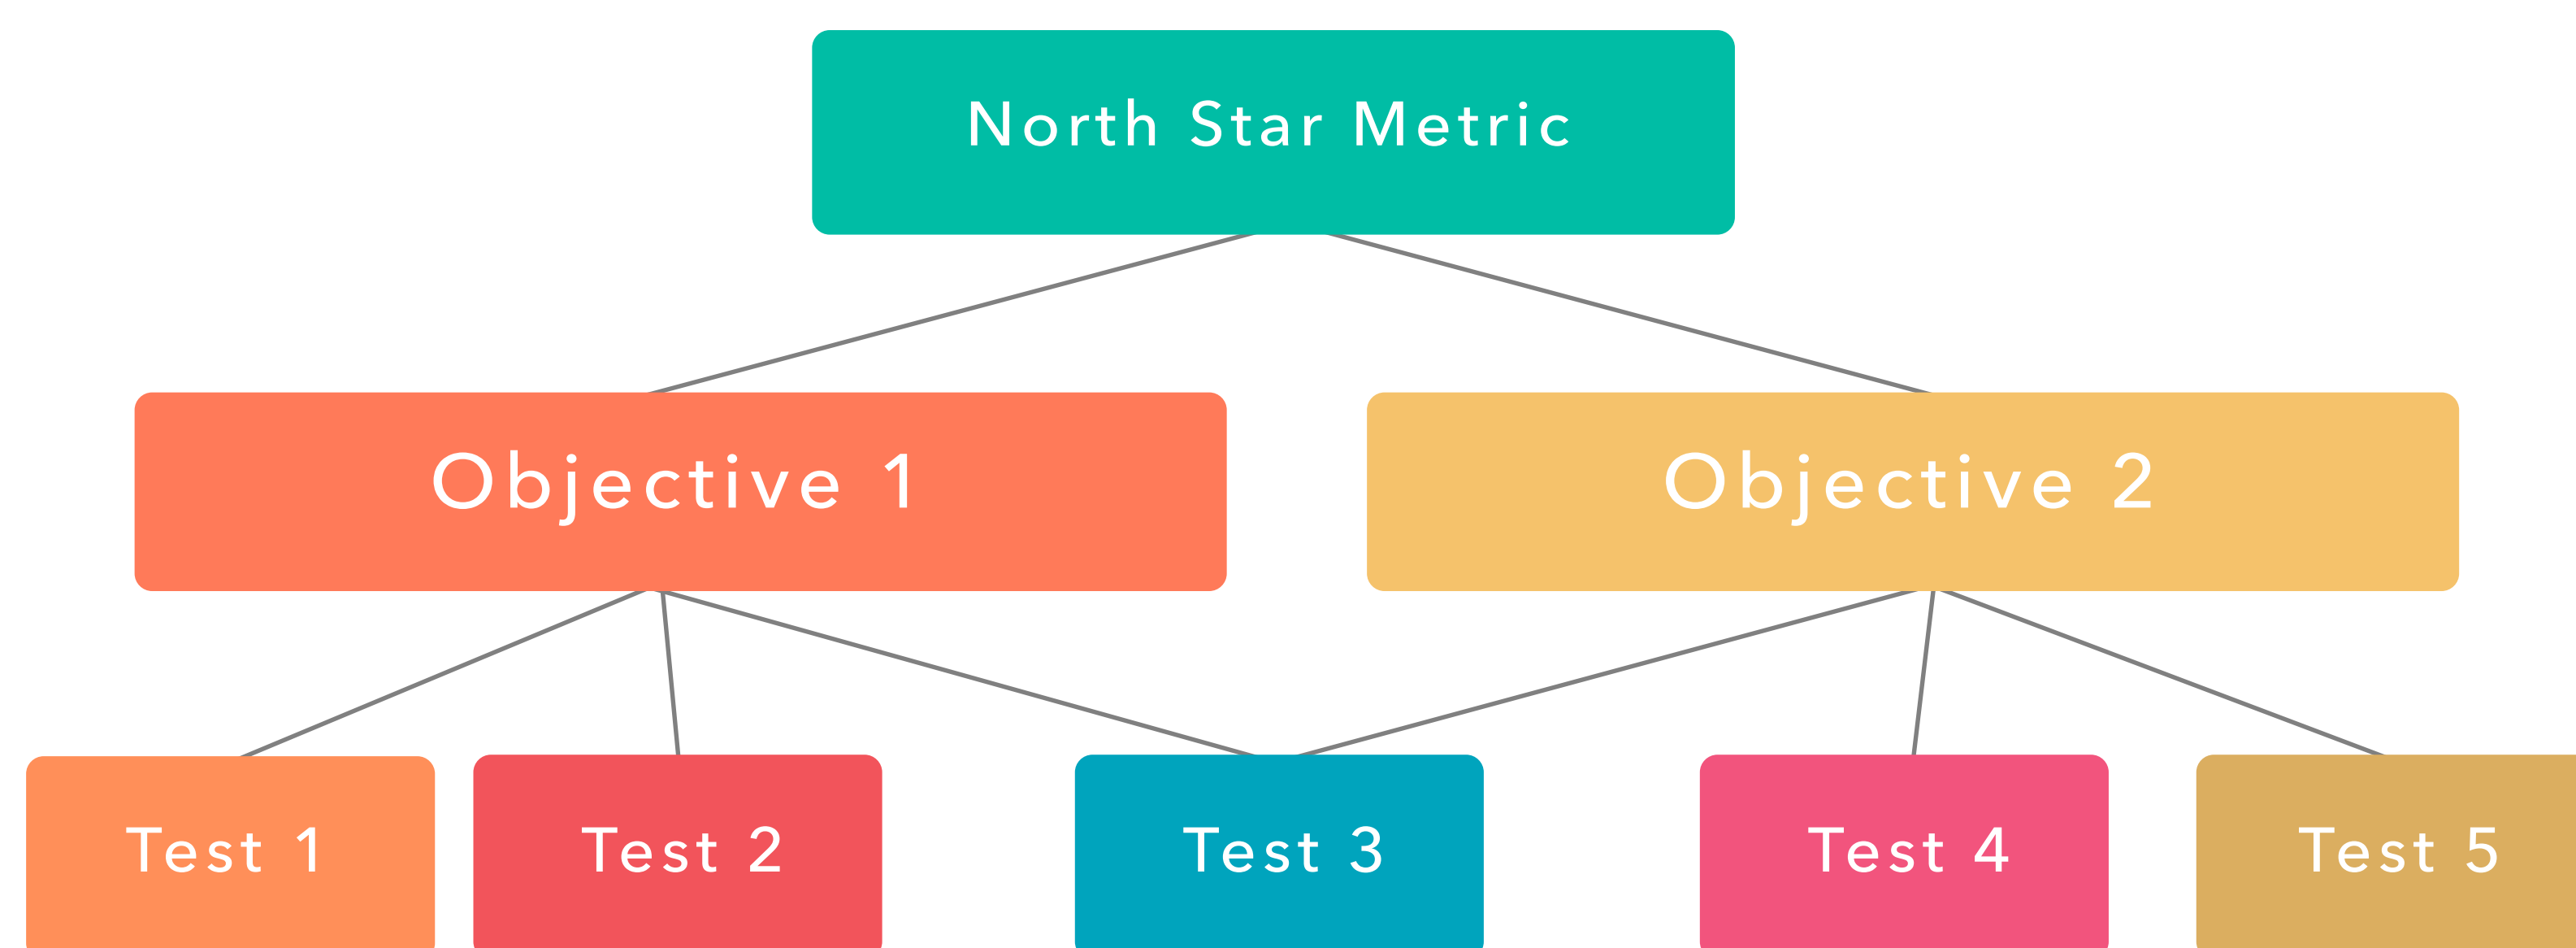 North Star Metric
Objective 1
Objective 2
Test 1
Test 2
Test 3
Test 4
Test 5